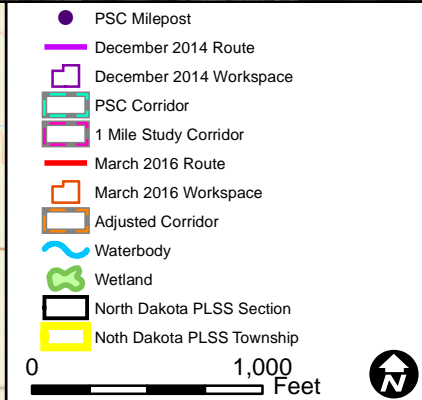 PSC Milepost
December 2014 Route
December 2014 Workspace
PSC Corridor
1 Mile Study Corridor
March 2016 Route
March 2016 Workspace
Adjusted Corridor
Waterbody
Wetland
North Dakota PLSS Section
Noth Dakota PLSS Township
0 1,000
Feet
N